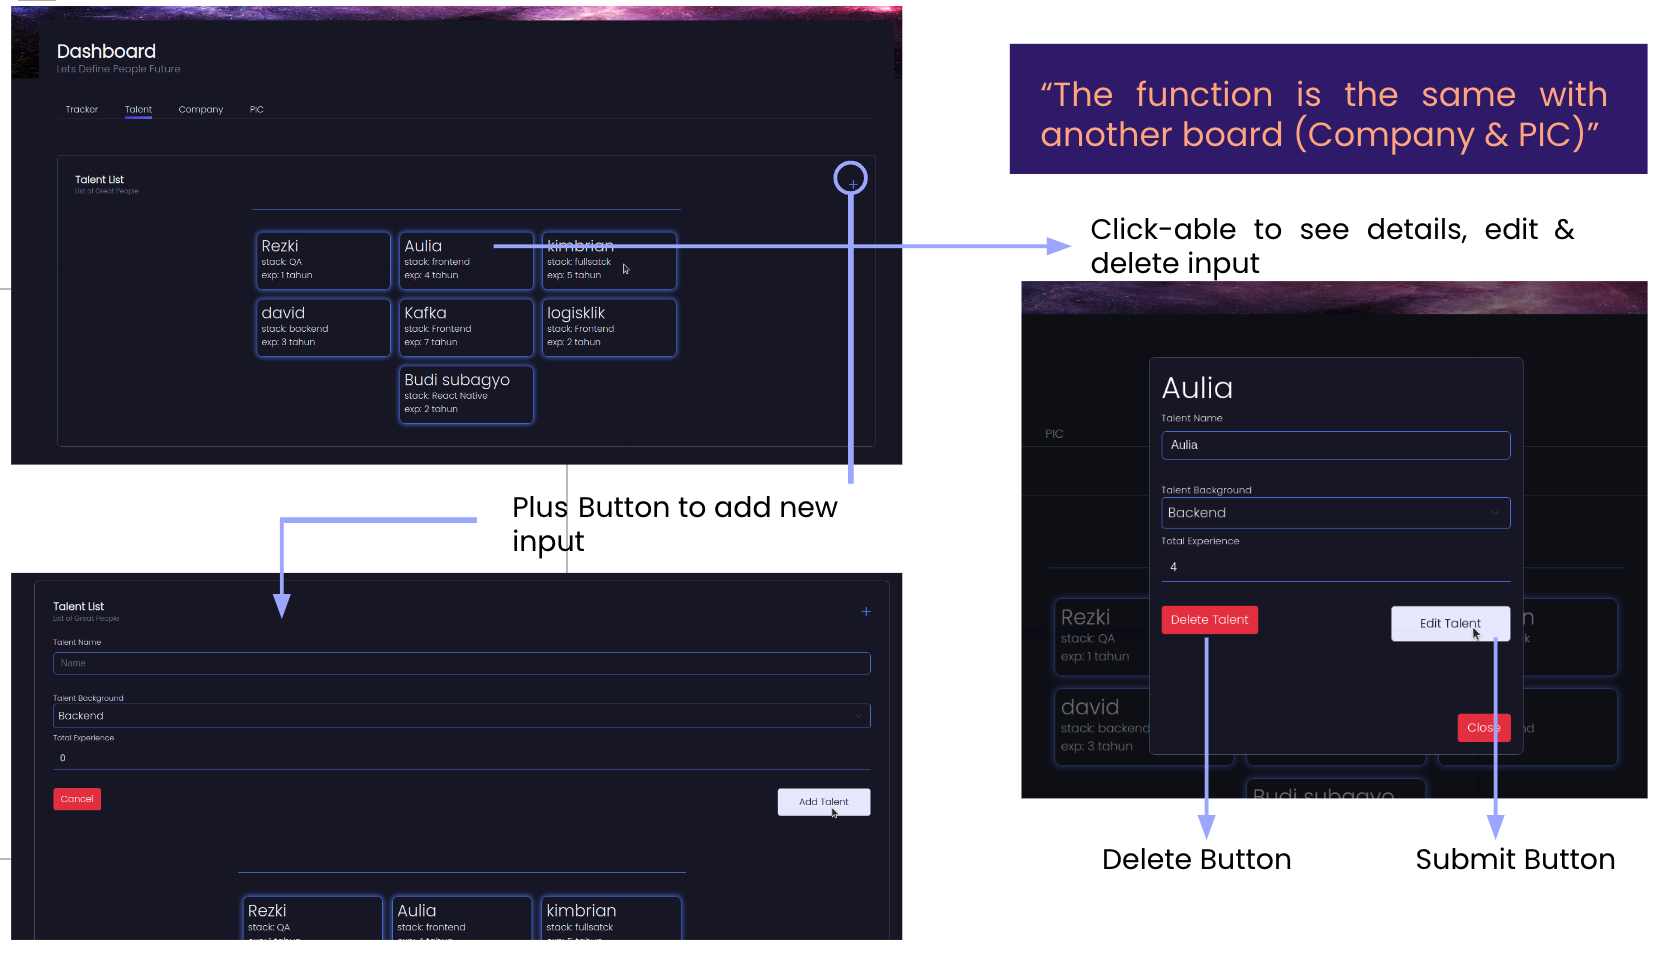 Dashboard
Lets Define People Future
Tracker Talent Company PIC
Talent List
List of Great People
+
Rezki
stack: QA
exp: 1 tahun
Aulia
stack: frontend
exp: 4 tahun
kimbrian
stack: fullsatck
exp: 5 tahun
david
stack: backend
exp: 3 tahun
Kafka
stack: Frontend
exp: 7 tahun
logisklik
stack: Frontend
exp: 2 tahun
Budi subagyo
stack: React Native
exp: 2 tahun
Plus Button to add new
input
Talent List
List of Great People
+
Talent Name
Name
Talent Background
Backend
Total Experience
0
Cancel
Add Talent
Rezki
stack: QA
Aulia
stack: frontend
kimbrian
stack: fullsatck
“The function is the same with
another board (Company & PIC)”
Click-able to see details, edit &
delete input
PIC
Aulia
Talent Name
Aulia
Talent Background
Backend
Total Experience
4
Delete Talent
Edit Talent
Close
Rezki
stack: QA
exp: 1 tahun
david
stack: backend
exp: 3 tahun
Budi subagyo
Delete Button
Submit Button